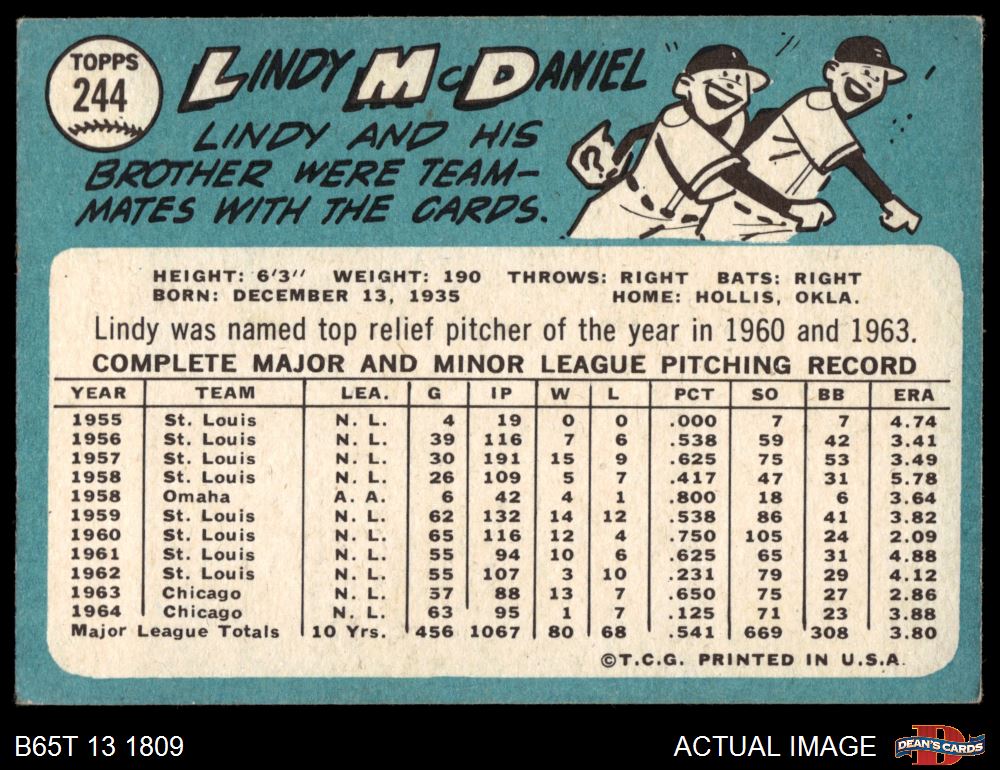 TOPPS
244
LINDY McDANIEL
LINDY AND HIS
BROTHER WERE TEAM-
MATES WITH THE CARDS.
?
HEIGHT: 6'3" WEIGHT: 190 THROWS: RIGHT BATS: RIGHT
BORN: DECEMBER 13, 1935 HOME: HOLLIS, OKLA.
Lindy was named top relief pitcher of the year in 1960 and 1963.
COMPLETE MAJOR AND MINOR LEAGUE PITCHING RECORD
YEAR TEAM LEA. G IP W L PCT SO BB ERA
1955 St. Louis N. L. 4 19 0 0 .000 7 7 4.74
1956 St. Louis N. L. 39 116 7 6 .538 59 42 3.41
1957 St. Louis N. L. 30 191 15 9 .625 75 53 3.49
1958 St. Louis N. L. 26 109 5 7 .417 47 31 5.78
1958 Omaha A. A. 6 42 4 1 .800 18 6 3.64
1959 St. Louis N. L. 62 132 14 12 .538 86 41 3.82
1960 St. Louis N. L. 65 116 12 4 .750 105 24 2.09
1961 St. Louis N. L. 55 94 10 6 .625 65 31 4.88
1962 St. Louis N. L. 55 107 3 10 .231 79 29 4.12
1963 Chicago N. L. 57 88 13 7 .650 75 27 2.86
1964 Chicago N. L. 63 95 1 7 .125 71 23 3.88
Major League Totals 10 Yrs. 456 1067 80 68 .541 669 308 3.80
©T.C.G. PRINTED IN U.S.A.
B65T 13 1809 ACTUAL IMAGE D DEAN'S CARDS